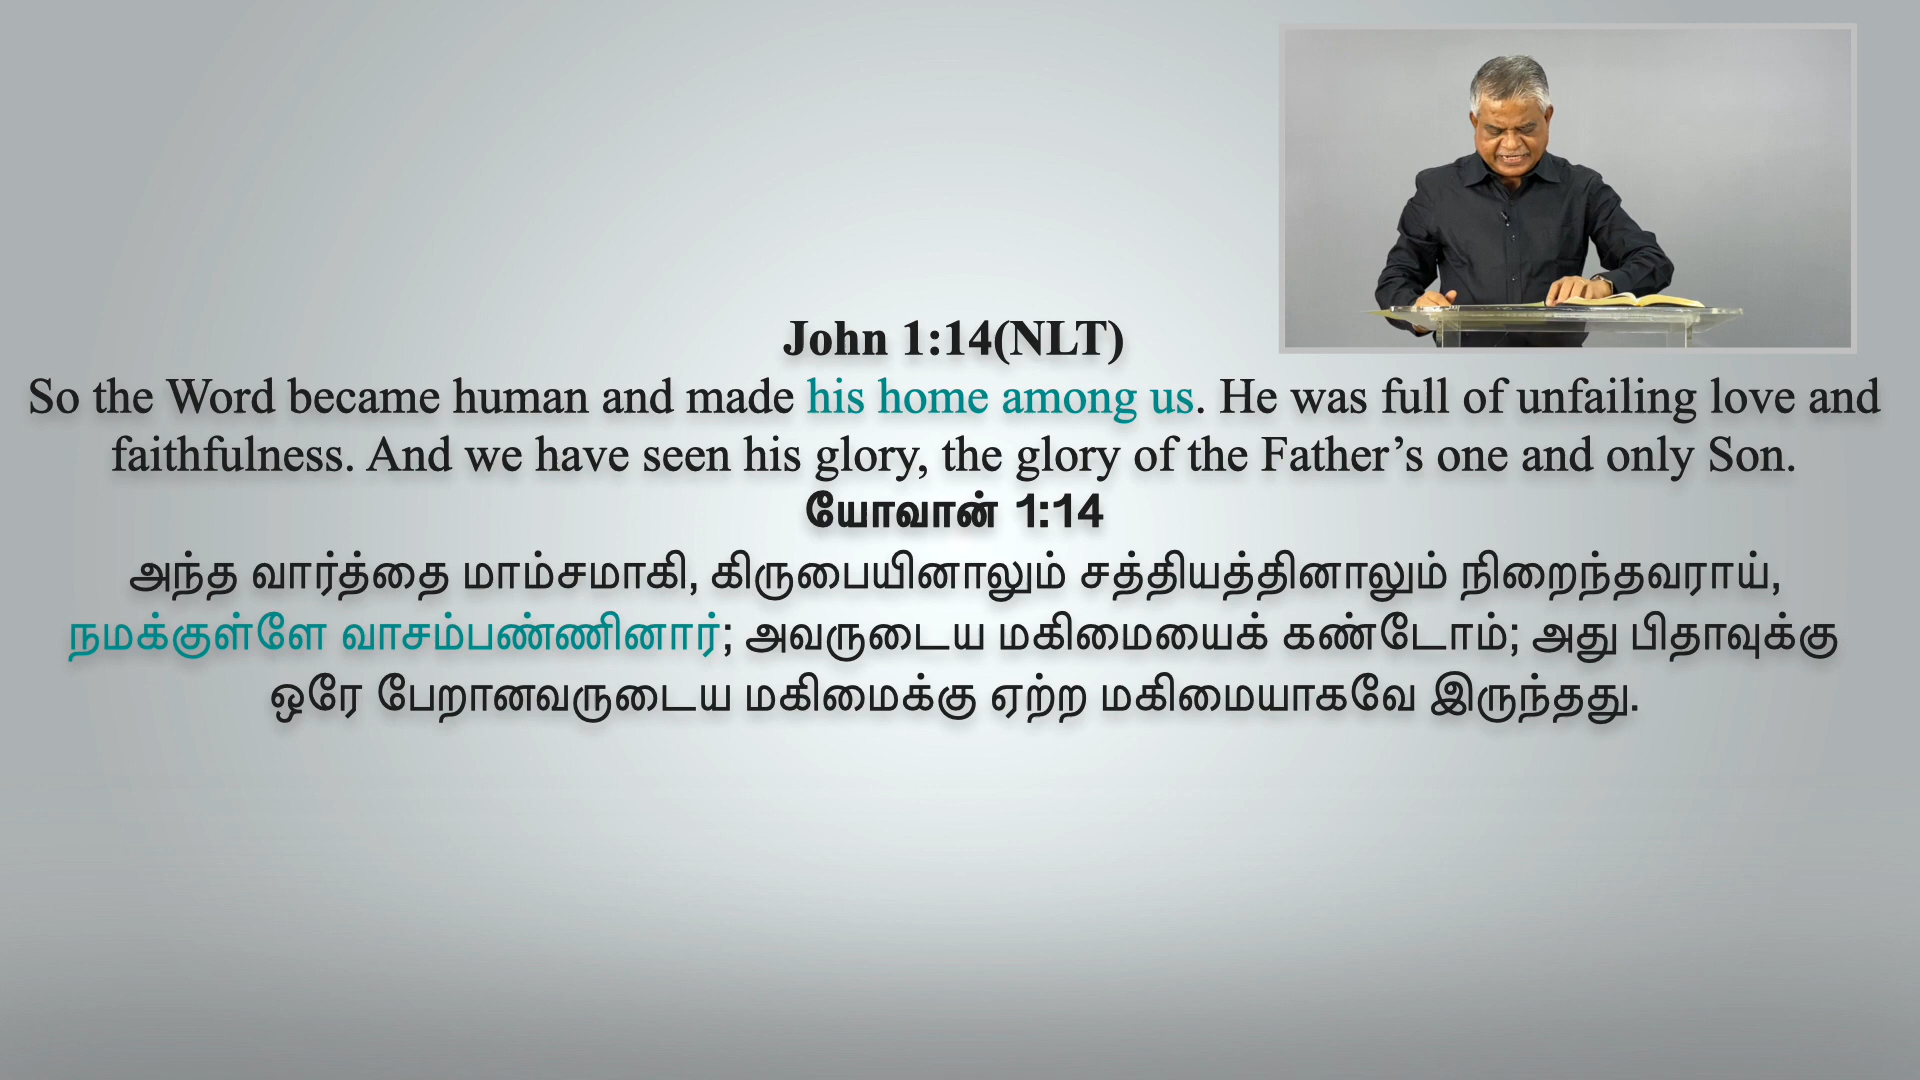 John 1:14(NLT)
So the Word became human and made his home among us. He was full of unfailing love and
faithfulness. And we have seen his glory, the glory of the Father’s one and only Son.
யோவான் 1:14
அந்த வார்த்தை மாம்சமாகி, கிருபையினாலும் சத்தியத்தினாலும் நிறைந்தவராய்,
நமக்குள்ளே வாசம்பண்ணினார்; அவருடைய மகிமையைக் கண்டோம்; அது பிதாவுக்கு
ஒரே பேறானவருடைய மகிமைக்கு ஏற்ற மகிமையாகவே இருந்தது.